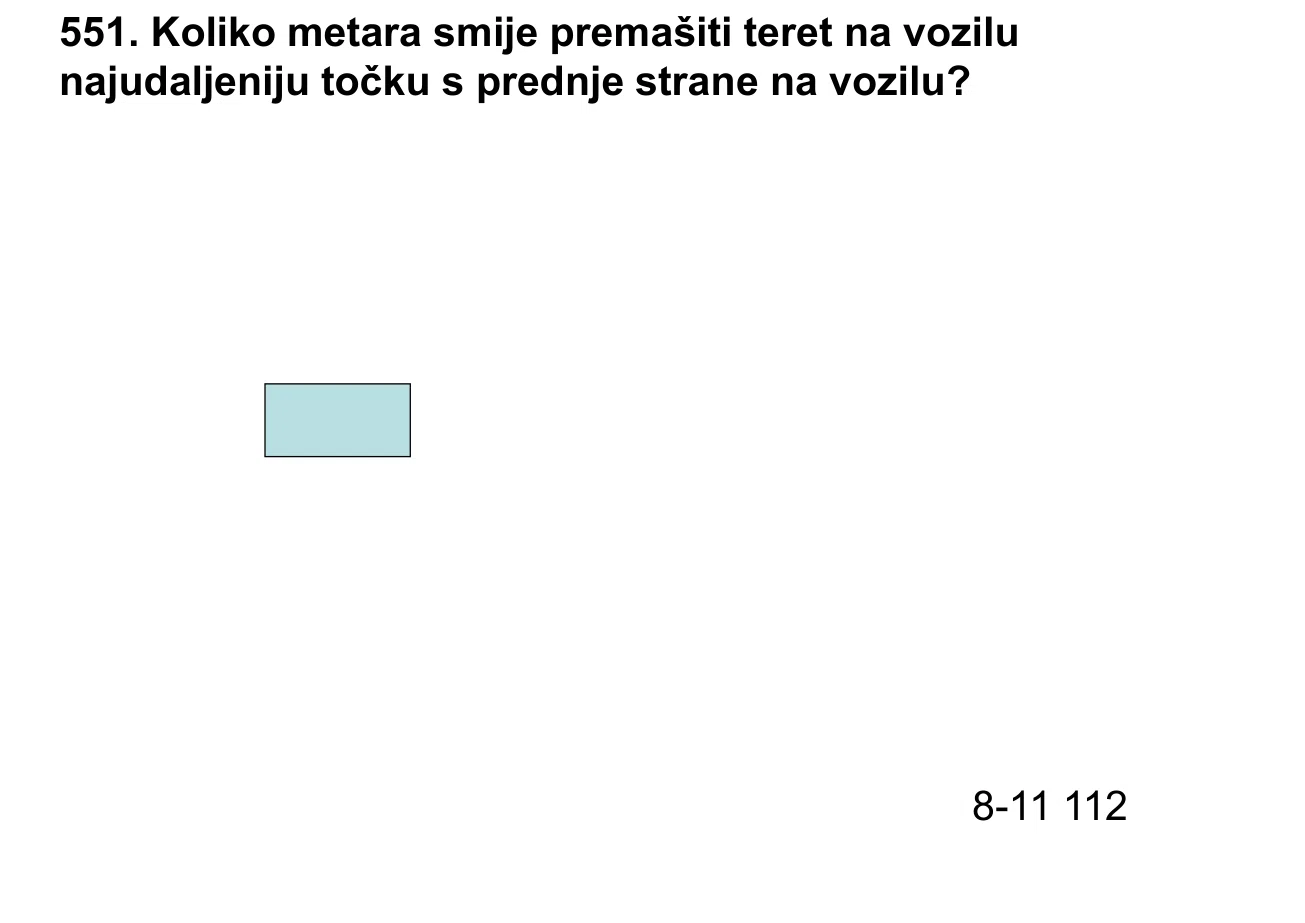 551. Koliko metara smije premašiti teret na vozilu
najudaljeniju točku s prednje strane na vozilu?
8-11 112